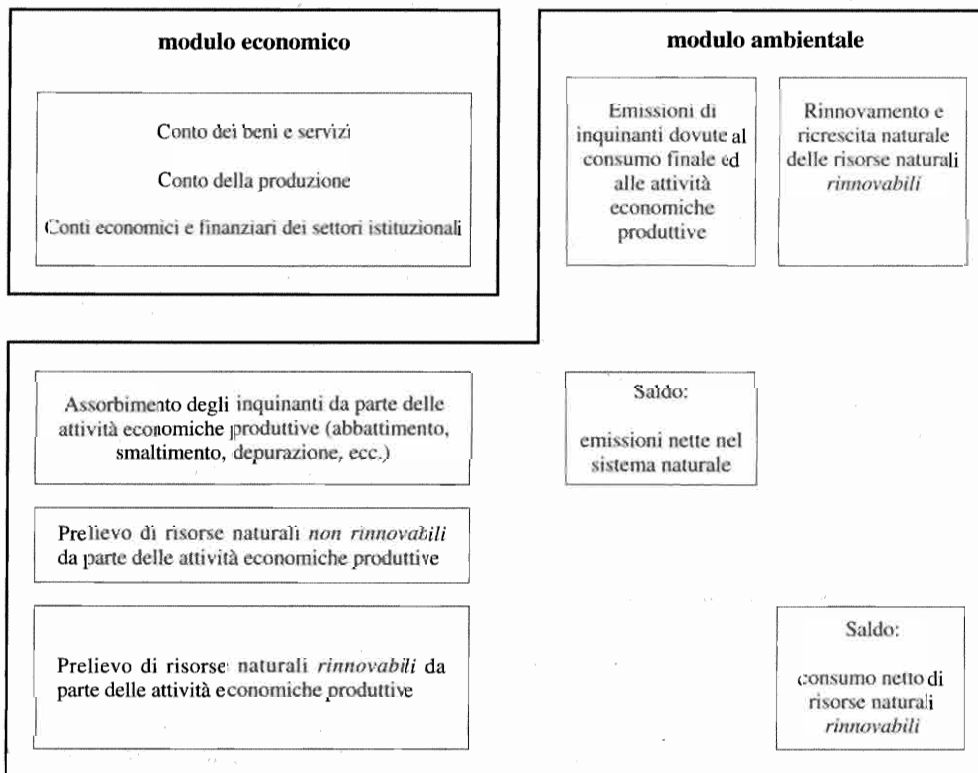 modulo economico
Conto dei beni e servizi
Conto della produzione
Conti economici e finanziari dei settori istituzionali
modulo ambientale
Emissioni di
inquinanti dovute al
consumo finale ed
alle attività
economiche
produttive
Rinnovamento e
ricrescita naturale
delle risorse naturali
rinnovabili
Assorbimento degli inquinanti da parte delle
attività economiche produttive (abbattimento,
smaltimento, depurazione, ecc.)
Saldo:
emissioni nette nel
sistema naturale
Prelievo di risorse naturali non rinnovabili
da parte delle attività economiche produttive
Prelievo di risorse naturali rinnovabili da
parte delle attività economiche produttive
Saldo:
consumo netto di
risorse naturali
rinnovabili